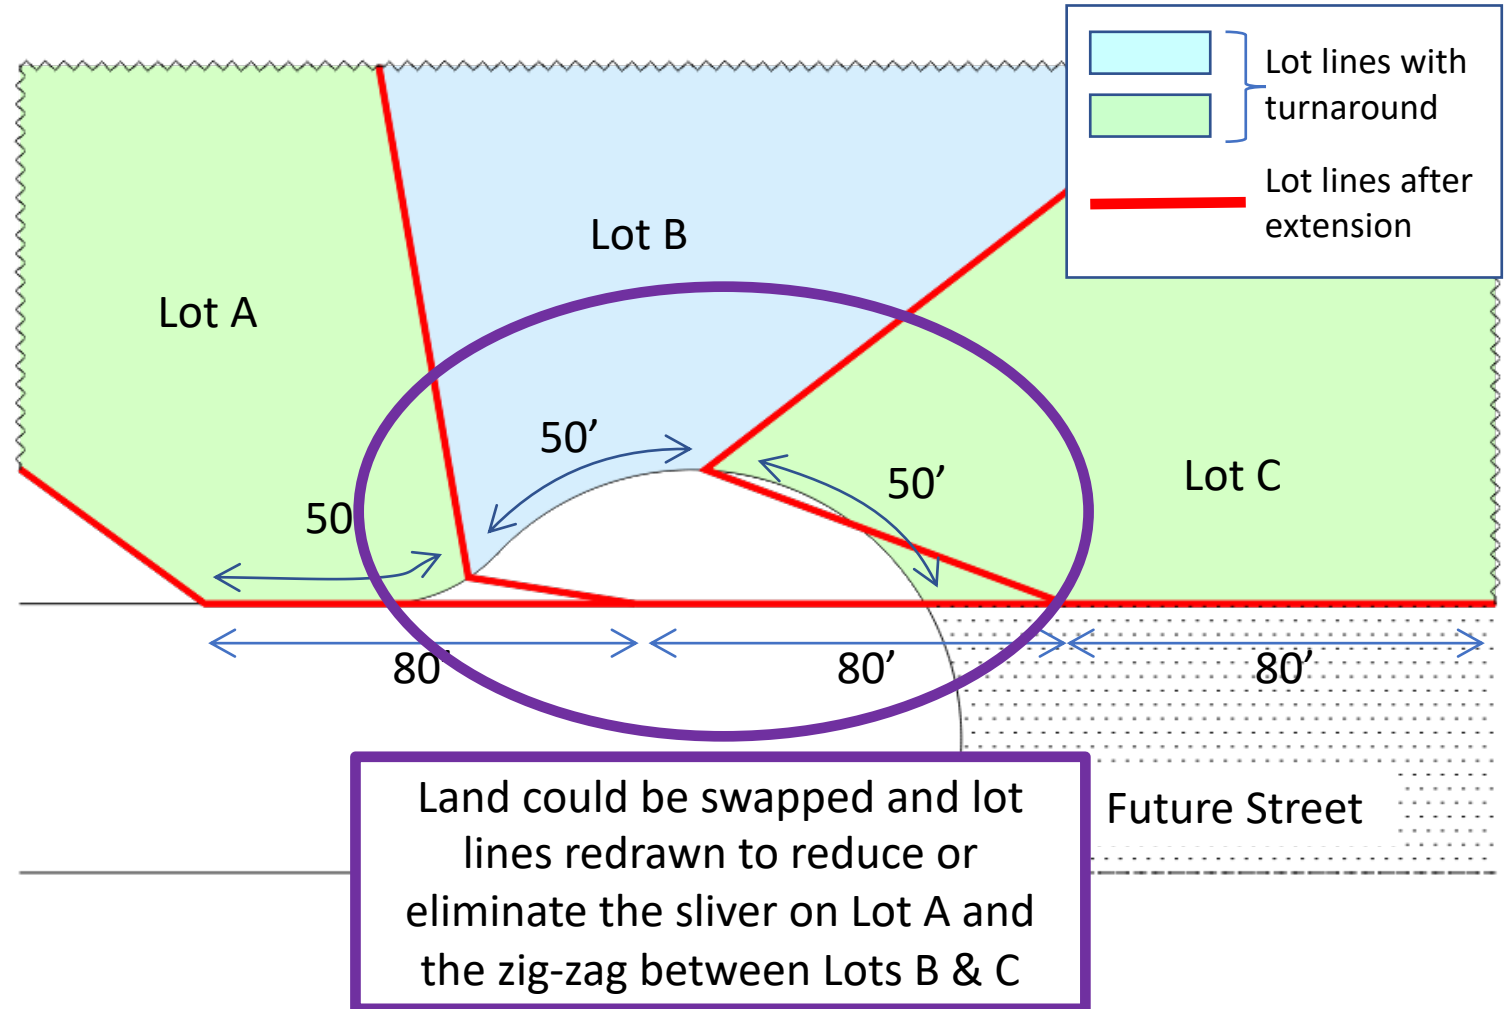 Lot lines with
turnaround
Lot lines after
extension
Lot B
Lot A
50’
50’
Lot C
50
80’
80’
80’
Future Street
Land could be swapped and lot
lines redrawn to reduce or
eliminate the sliver on Lot A and
the zig-zag between Lots B & C